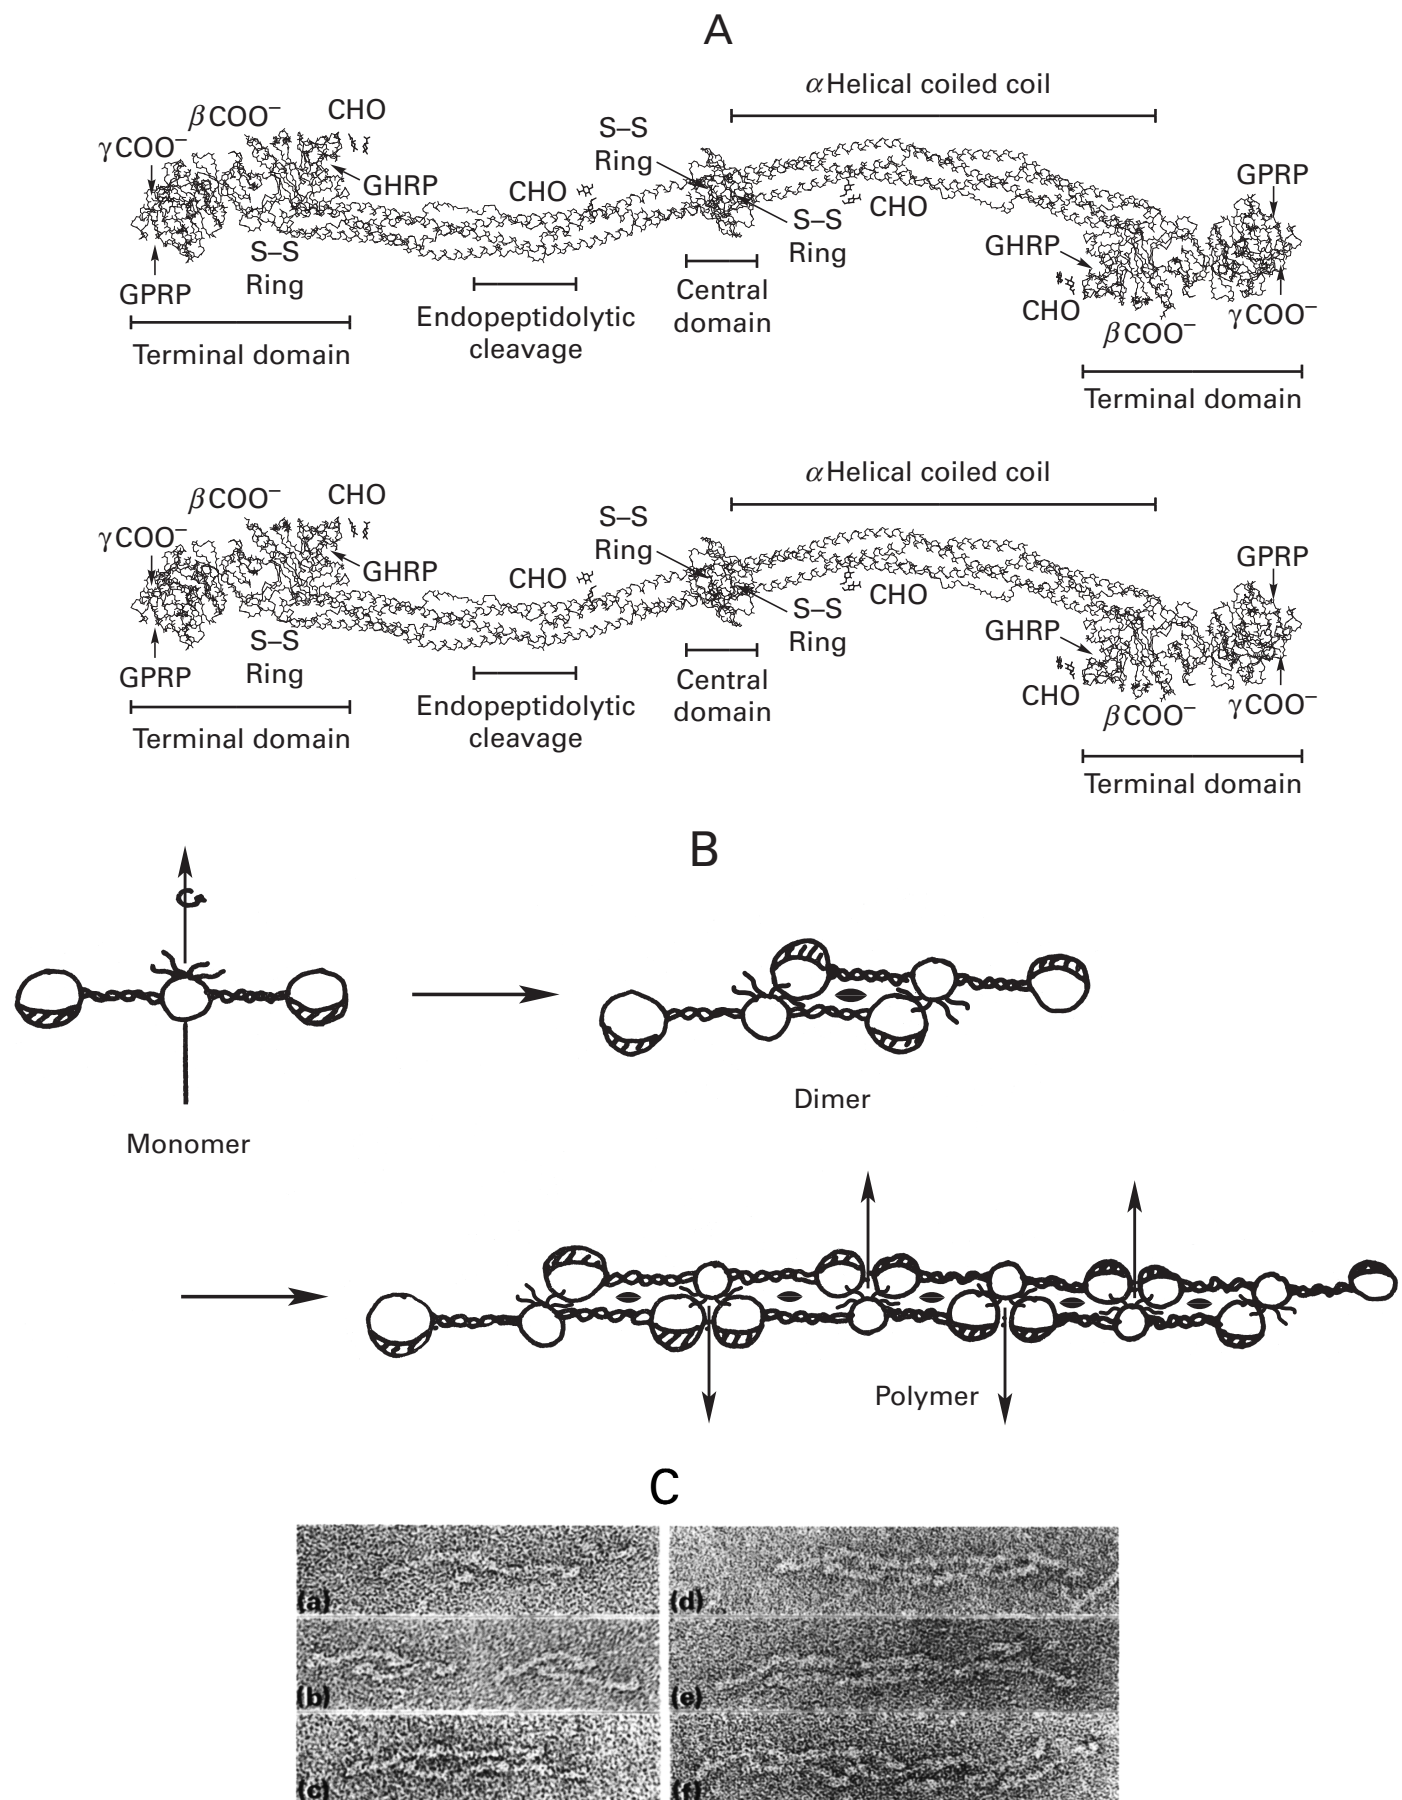 A
αHelical coiled coil
βCOO⁻
CHO
γCOO⁻
S–S
Ring
GHRP
CHO
GPRP
CHO
S–S
Ring
GHRP
S–S
Ring
GPRP
Central
domain
CHO
Endopeptidolytic
cleavage
βCOO⁻
γCOO⁻
Terminal domain
Terminal domain
αHelical coiled coil
βCOO⁻
CHO
γCOO⁻
S–S
Ring
GHRP
CHO
GPRP
CHO
S–S
Ring
GHRP
S–S
Ring
GPRP
Central
domain
CHO
Endopeptidolytic
cleavage
βCOO⁻
γCOO⁻
Terminal domain
Terminal domain
B
Dimer
Monomer
Polymer
C
(a)
(d)
(b)
(e)
(c)
(f)